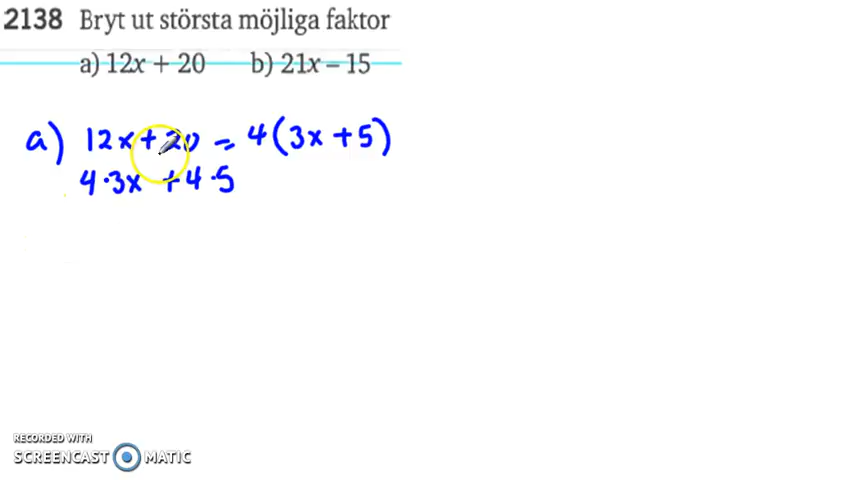 2138 Bryt ut största möjliga faktor
a) 12x + 20 b) 21x – 15
a) 12x + 20 = 4(3x + 5)
4·3x + 4·5
RECORDED WITH
SCREENCAST MATIC